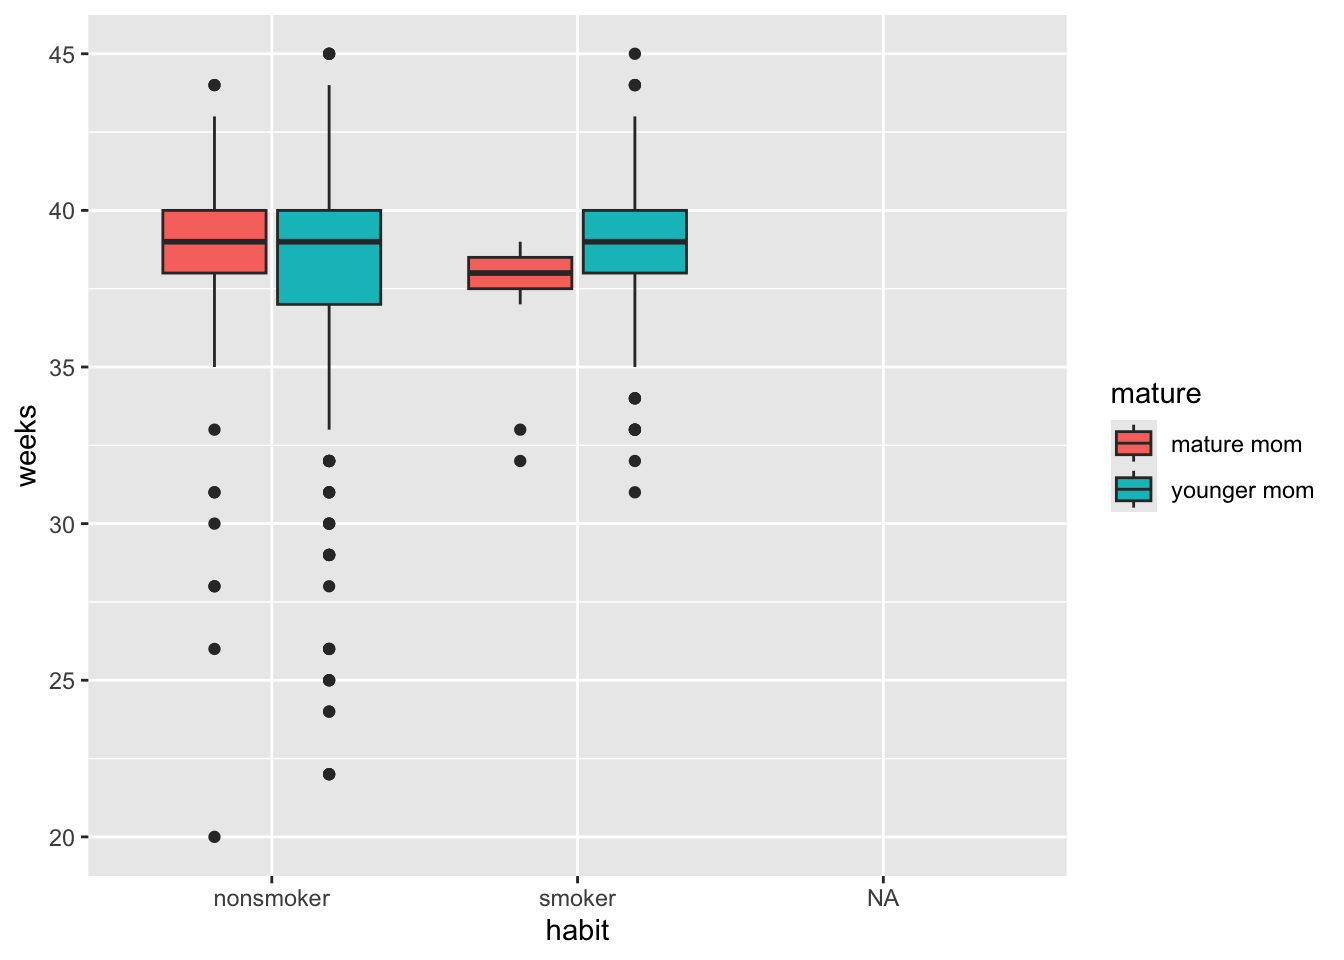 45
40
35
30
25
20
weeks
nonsmoker
smoker
NA
habit
mature
mature mom
younger mom